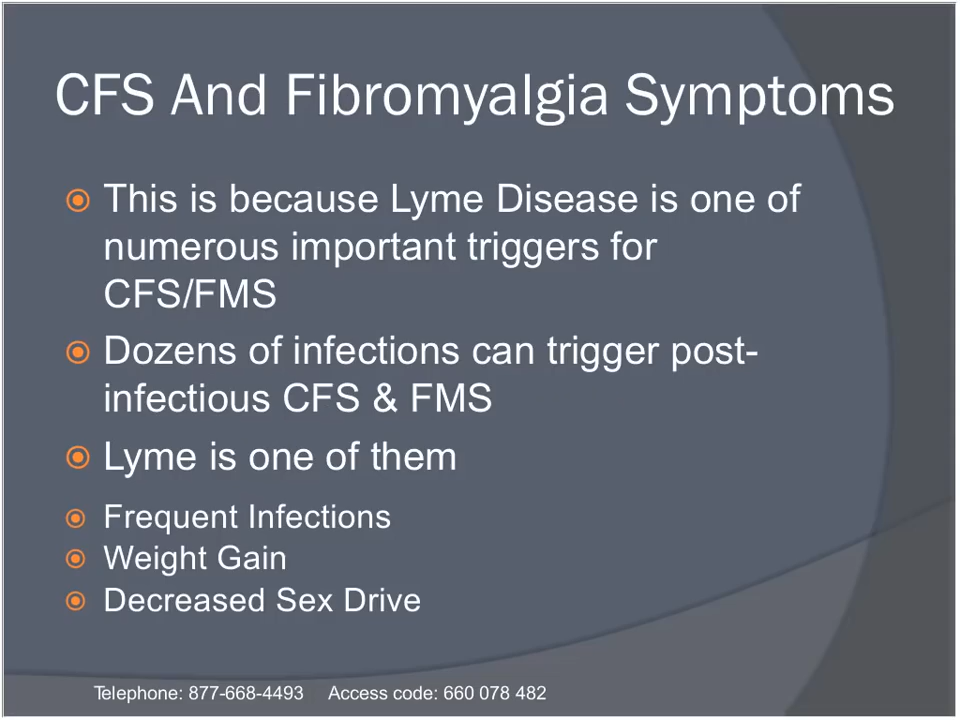 CFS And Fibromyalgia Symptoms
This is because Lyme Disease is one of
numerous important triggers for
CFS/FMS
Dozens of infections can trigger post-
infectious CFS & FMS
Lyme is one of them
Frequent Infections
Weight Gain
Decreased Sex Drive
Telephone: 877-668-4493 Access code: 660 078 482